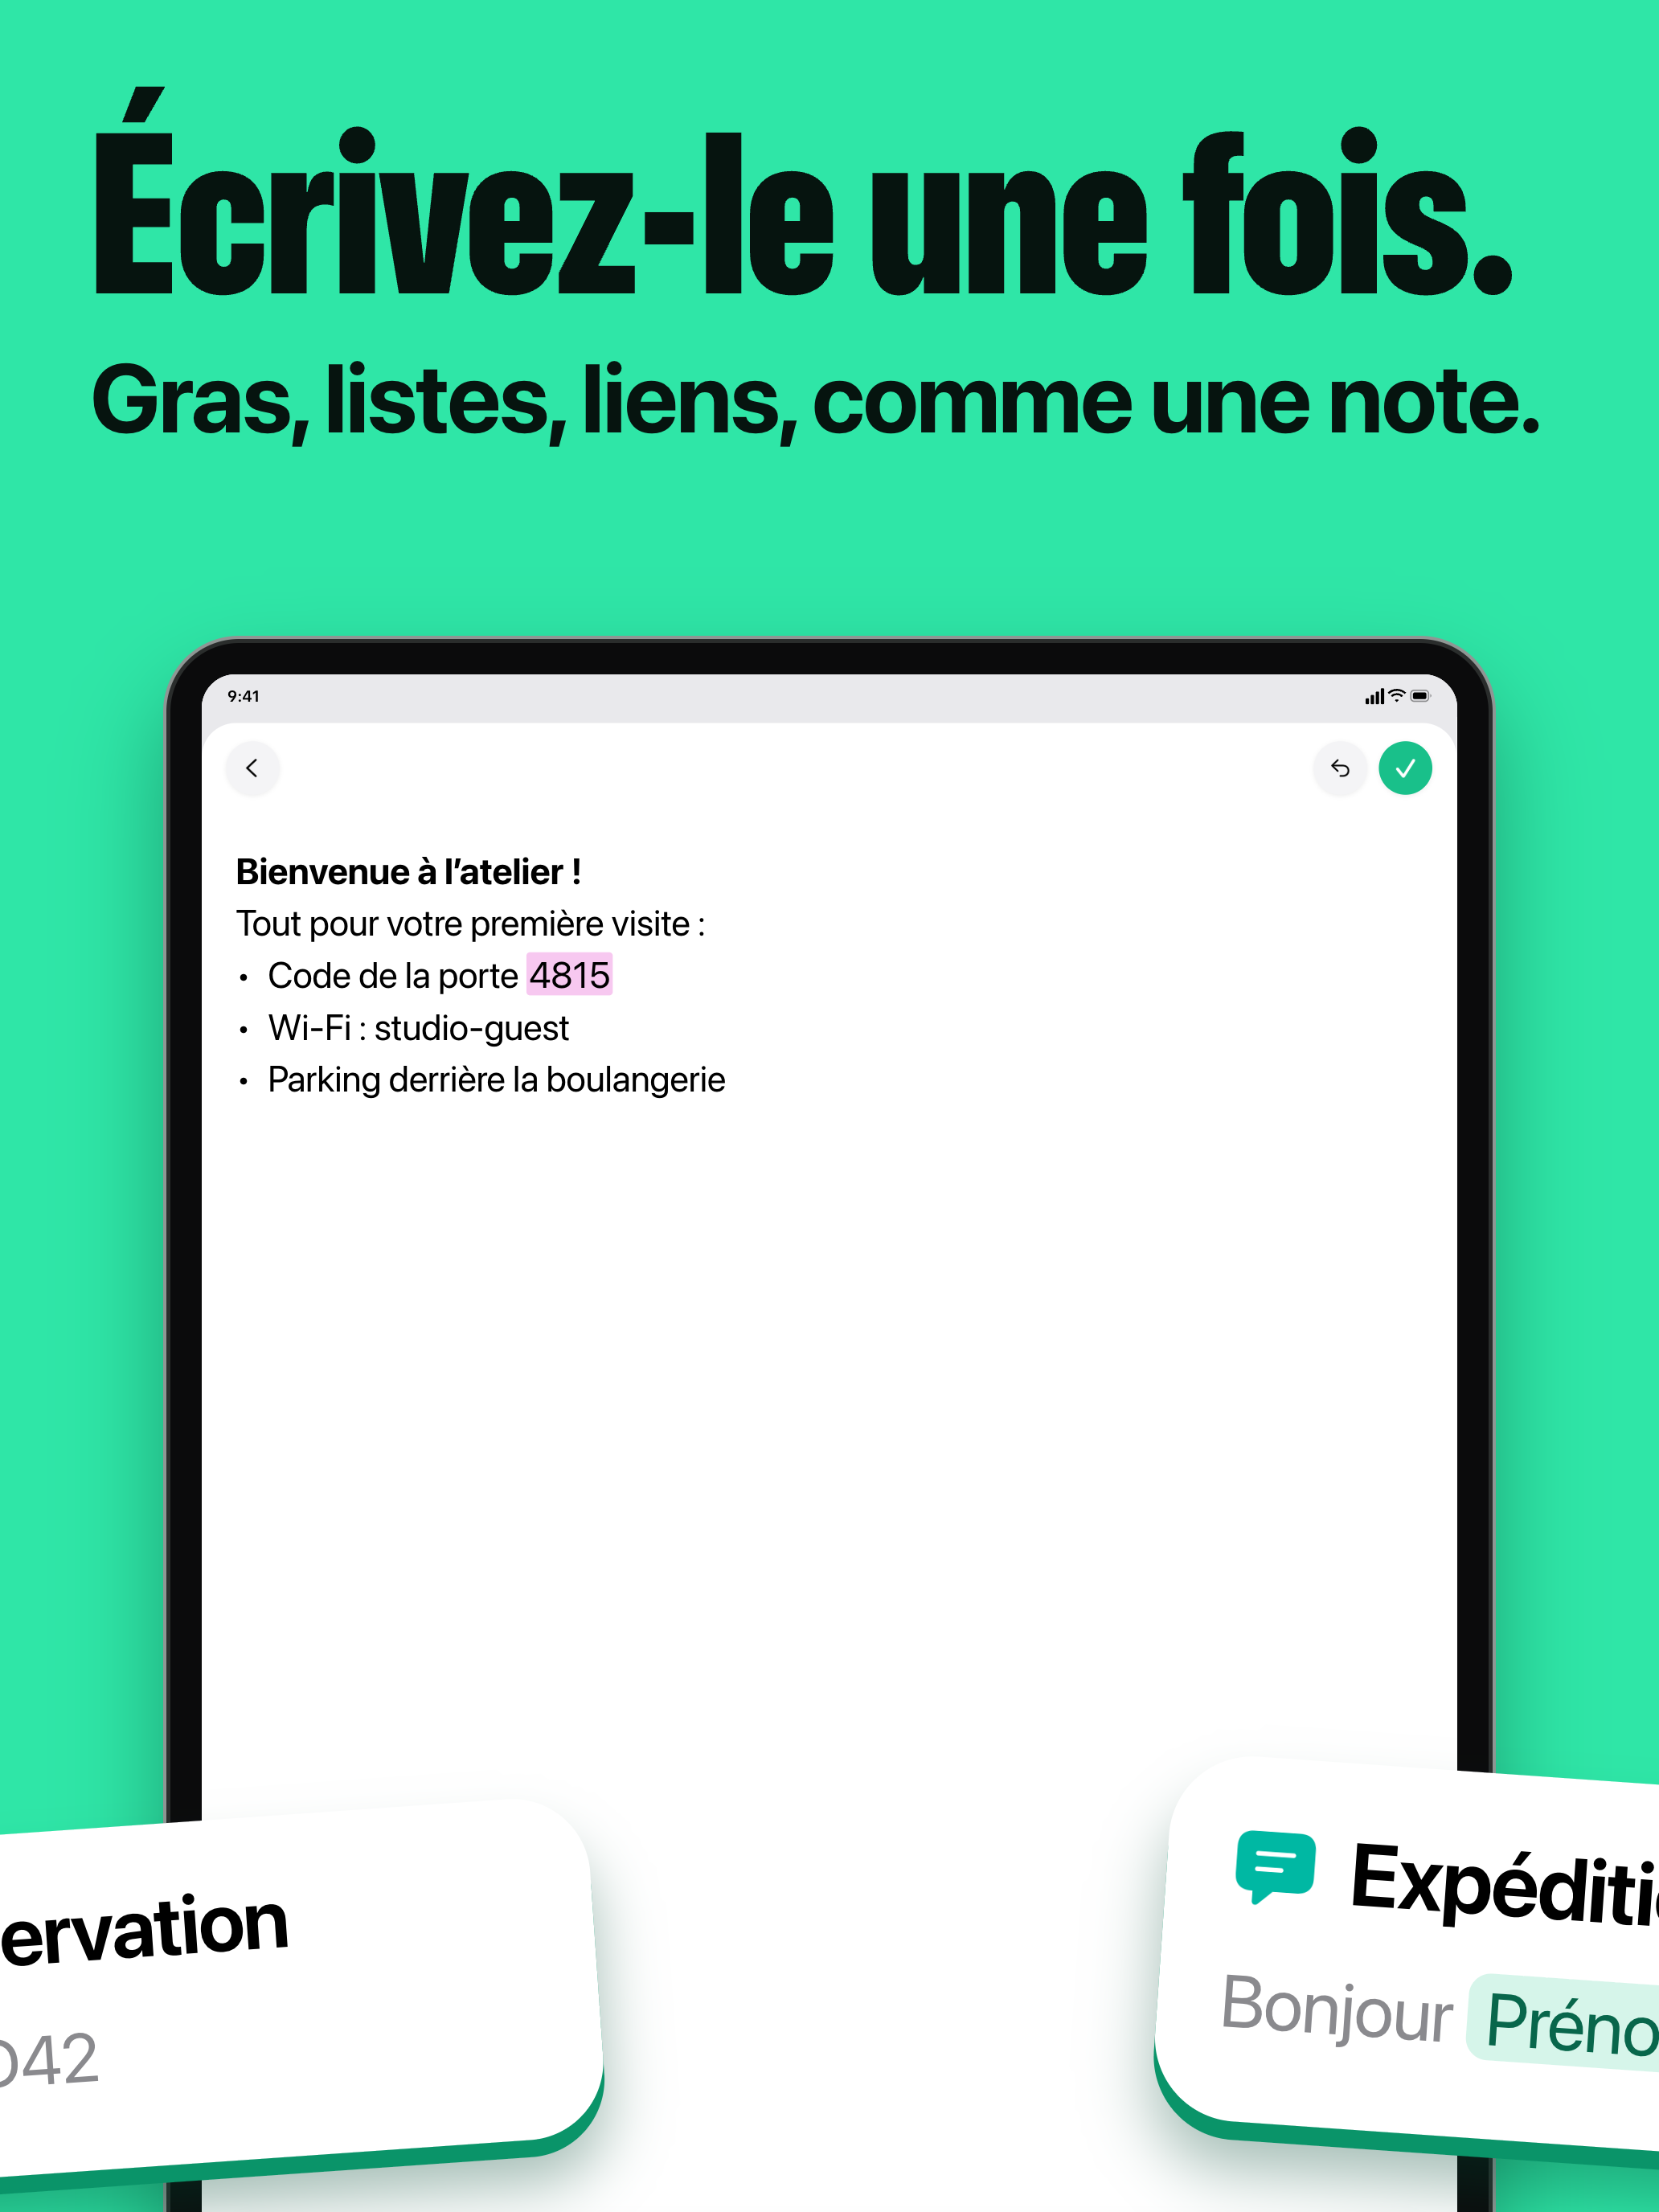 Écrivez-le une fois.
Gras, listes, liens, comme une note.
9:41
Bienvenue à l’atelier !
Tout pour votre première visite :
• Code de la porte 4815
• Wi-Fi : studio-guest
• Parking derrière la boulangerie
ervation
042
Expéditi
Bonjour Préno